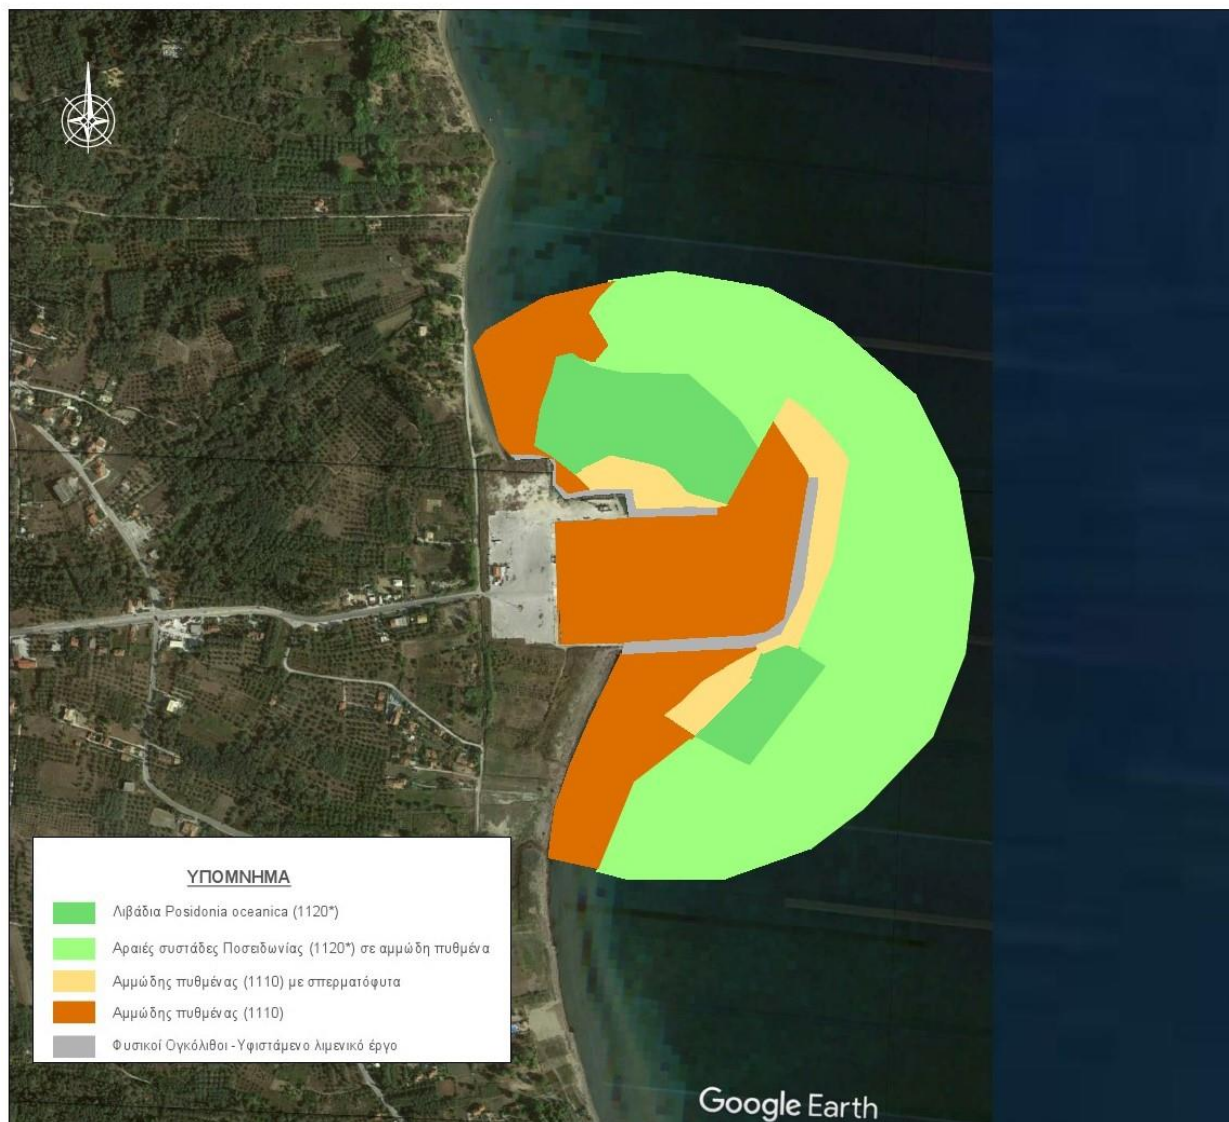 ΥΠΟΜΝΗΜΑ
Λιβάδια Posidonia oceanica (1120*)
Αραιές συστάδες Ποσειδωνίας (1120*) σε αμμώδη πυθμένα
Αμμώδης πυθμένας (1110) με σπερματόφυτα
Αμμώδης πυθμένας (1110)
Φυσικοί Ογκόλιθοι - Υφιστάμενο λιμενικό έργο
Google Earth